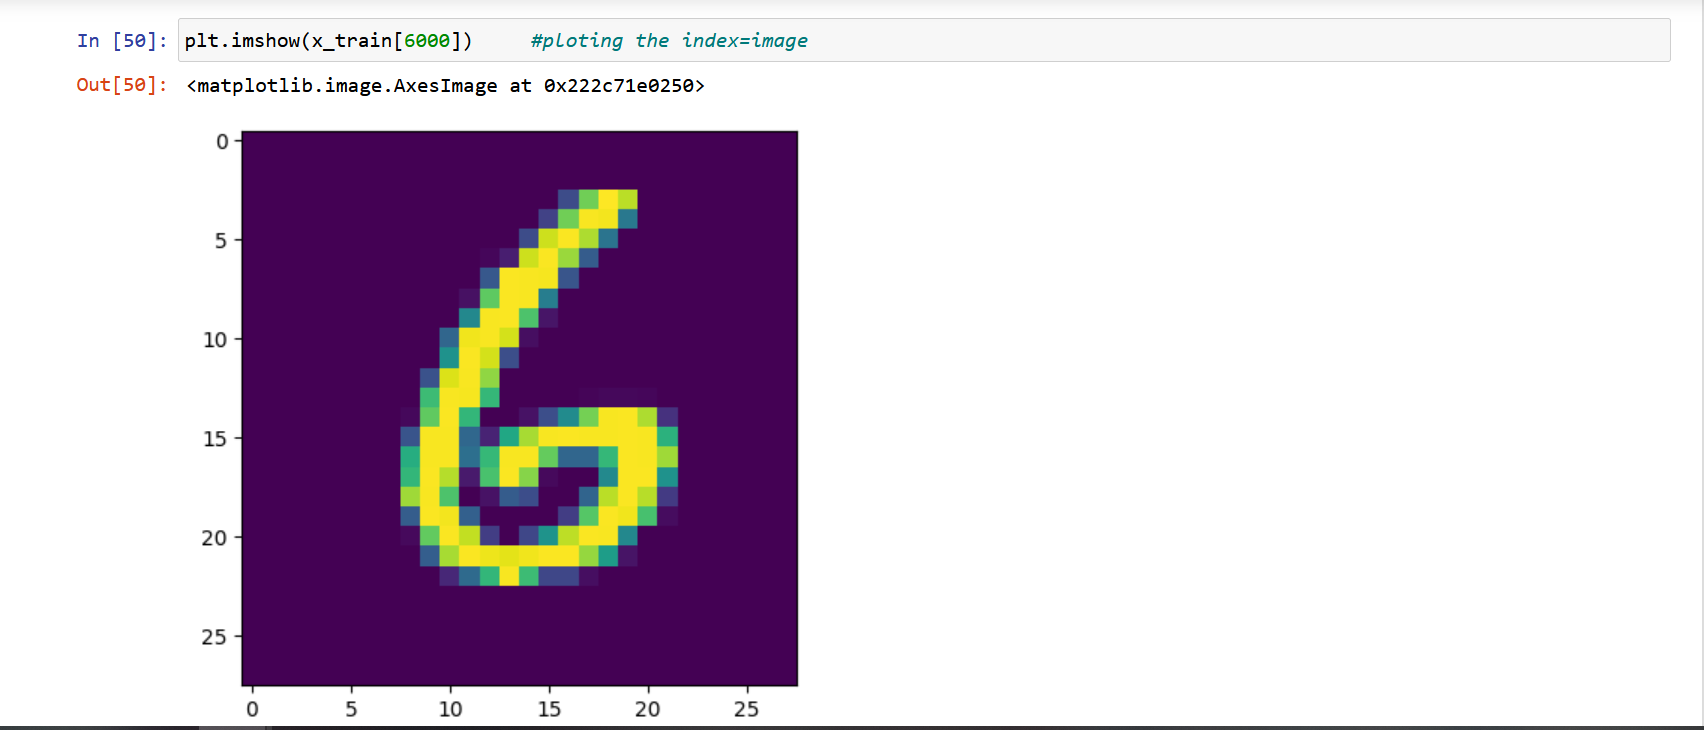 In [50]: plt.imshow(x_train[6000]) #ploting the index=image
Out[50]: <matplotlib.image.AxesImage at 0x222c71e0250>
0
5
10
15
20
25
0 5 10 15 20 25
6